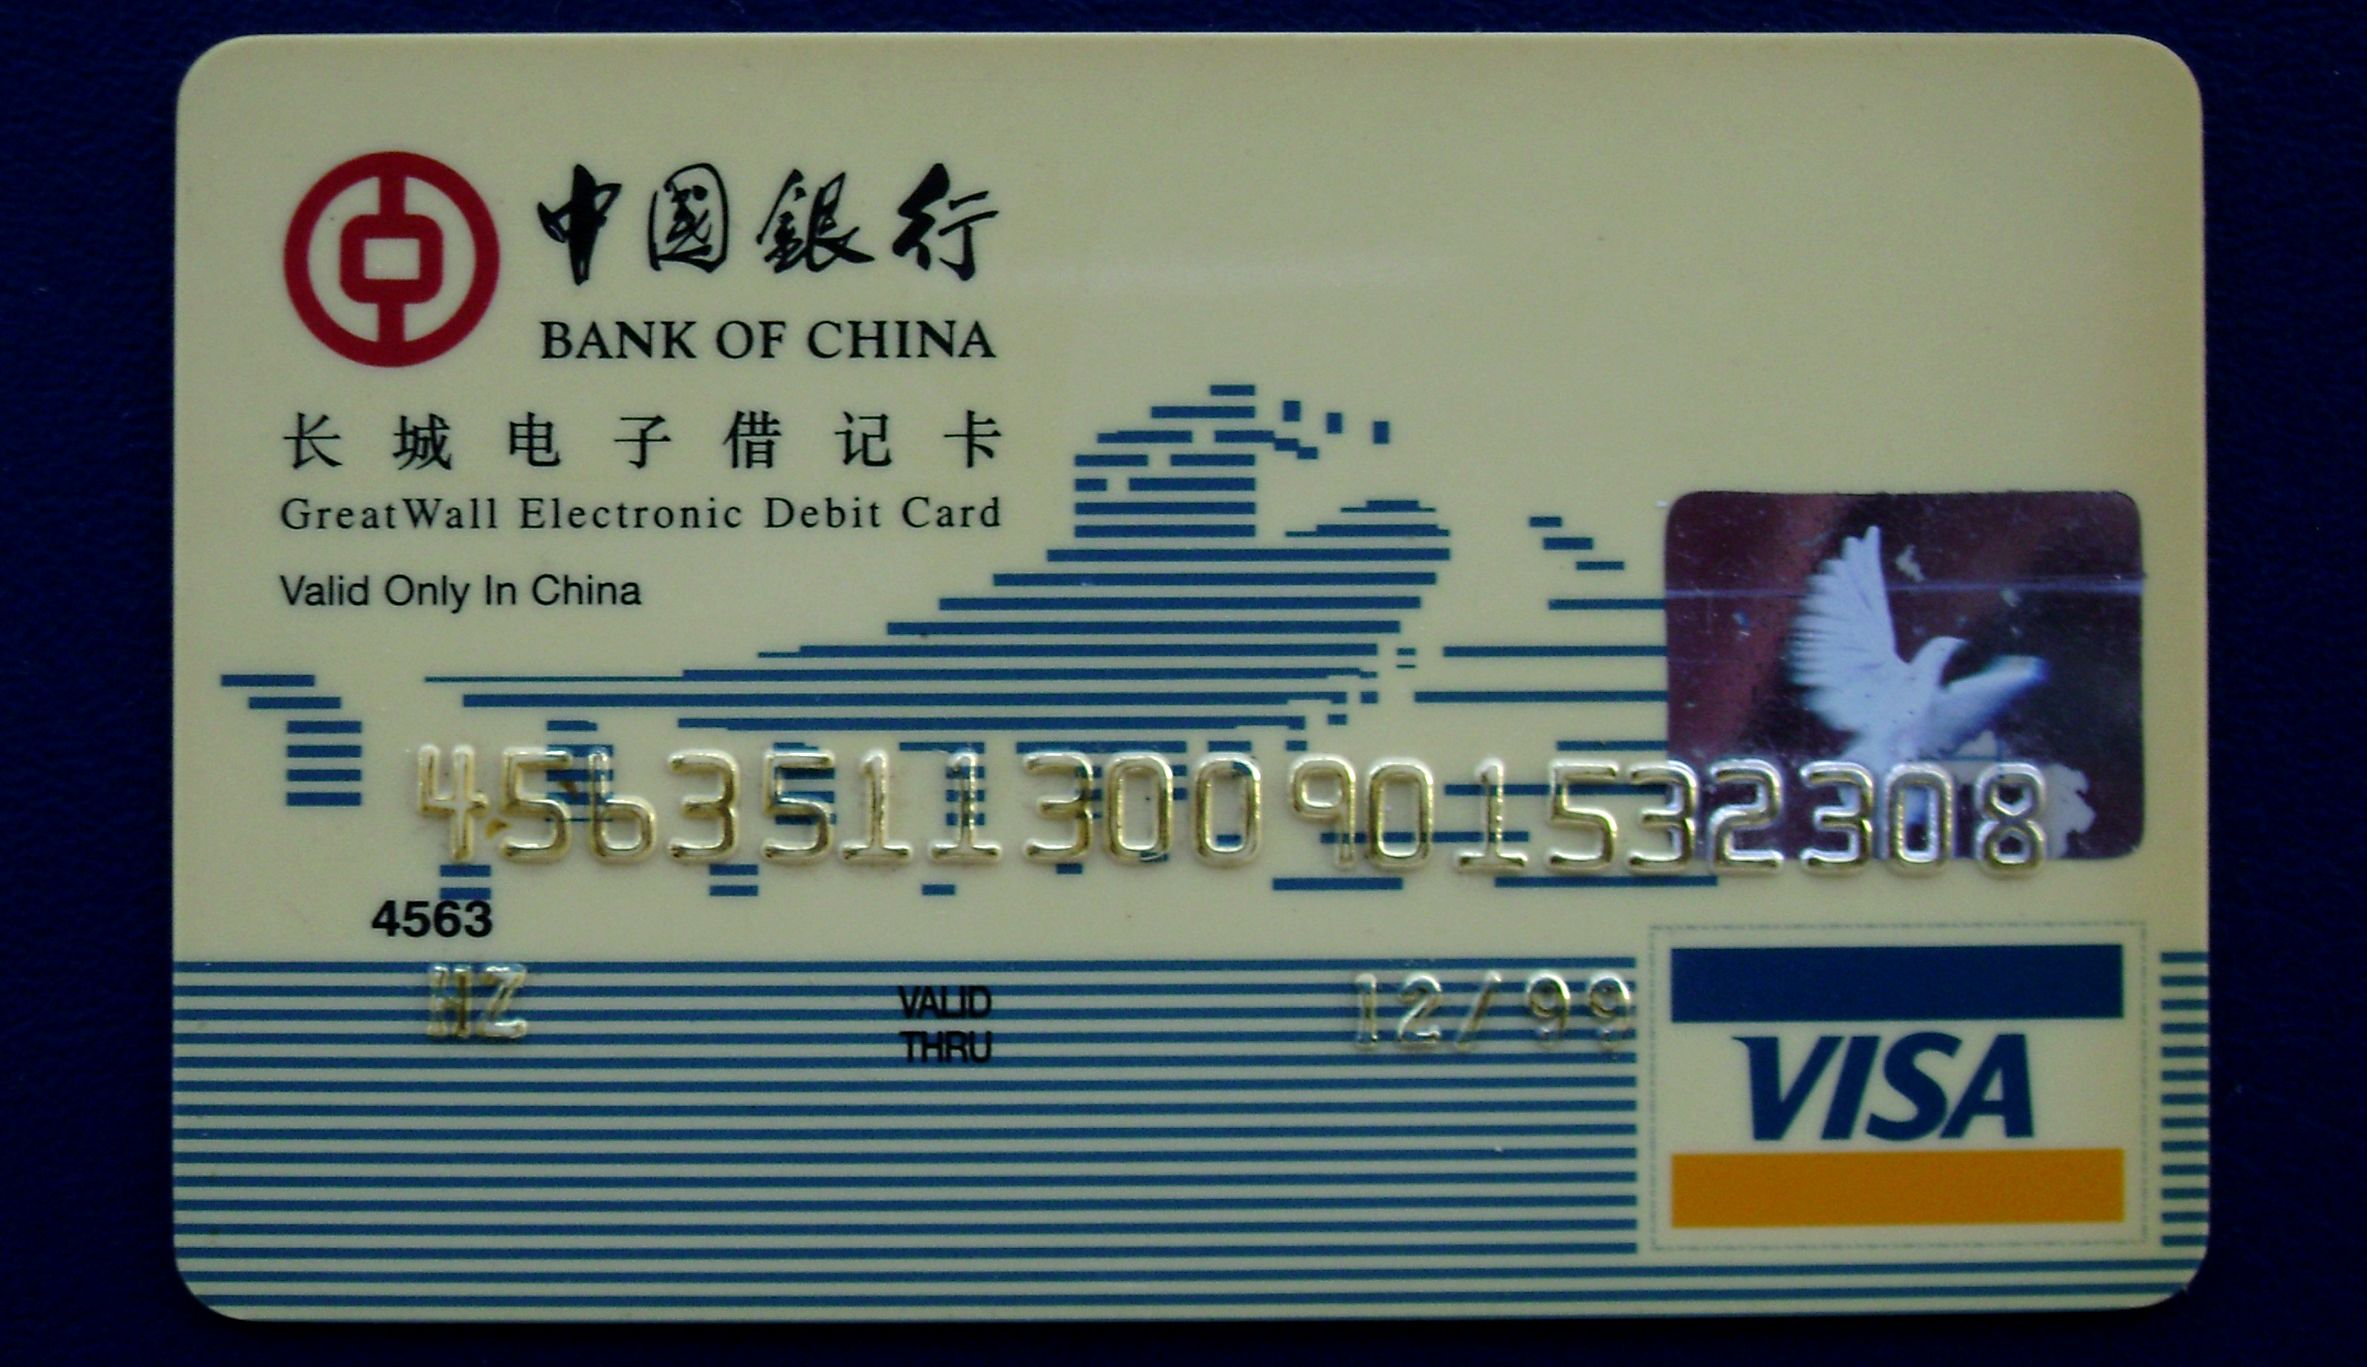 中國銀行
BANK OF CHINA
长城电子借记卡
GreatWall Electronic Debit Card
Valid Only In China
4563511300901532308
4563
HZ VALID THRU 12/99
VISA